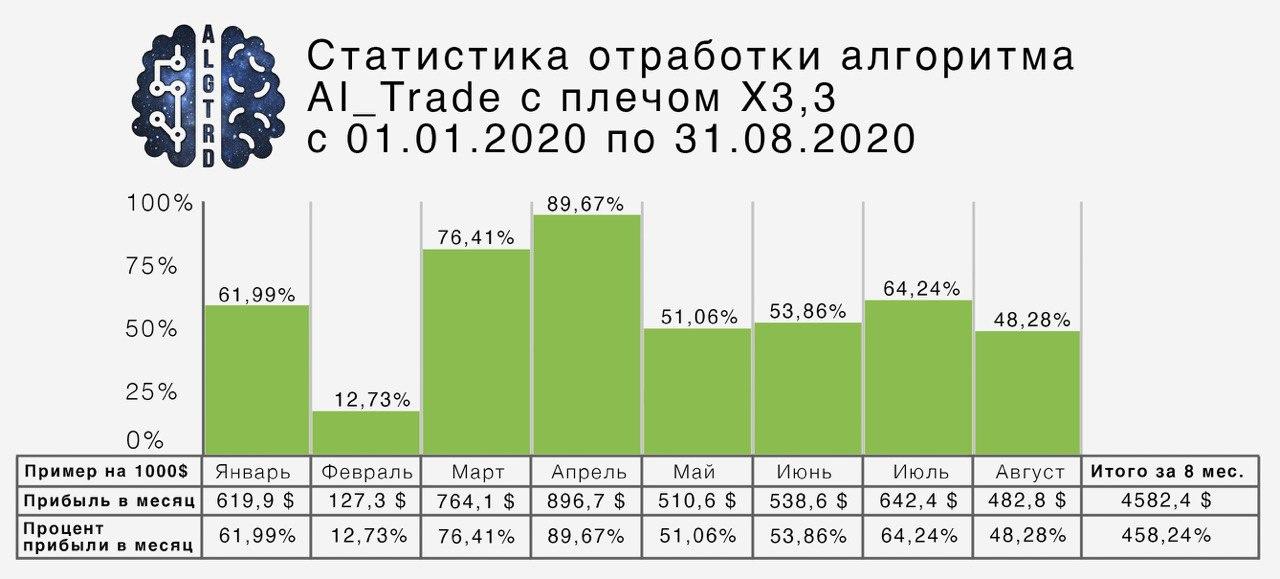 ALGTRD
Статистика отработки алгоритма
AI_Trade с плечом X3,3
с 01.01.2020 по 31.08.2020
100%
75%
50%
25%
0%
61,99%
12,73%
76,41%
89,67%
51,06%
53,86%
64,24%
48,28%
Пример на 1000$ Январь Февраль Март Апрель Май Июнь Июль Август Итого за 8 мес.
Прибыль в месяц 619,9 $ 127,3 $ 764,1 $ 896,7 $ 510,6 $ 538,6 $ 642,4 $ 482,8 $ 4582,4 $
Процент
прибыли в месяц 61,99% 12,73% 76,41% 89,67% 51,06% 53,86% 64,24% 48,28% 458,24%